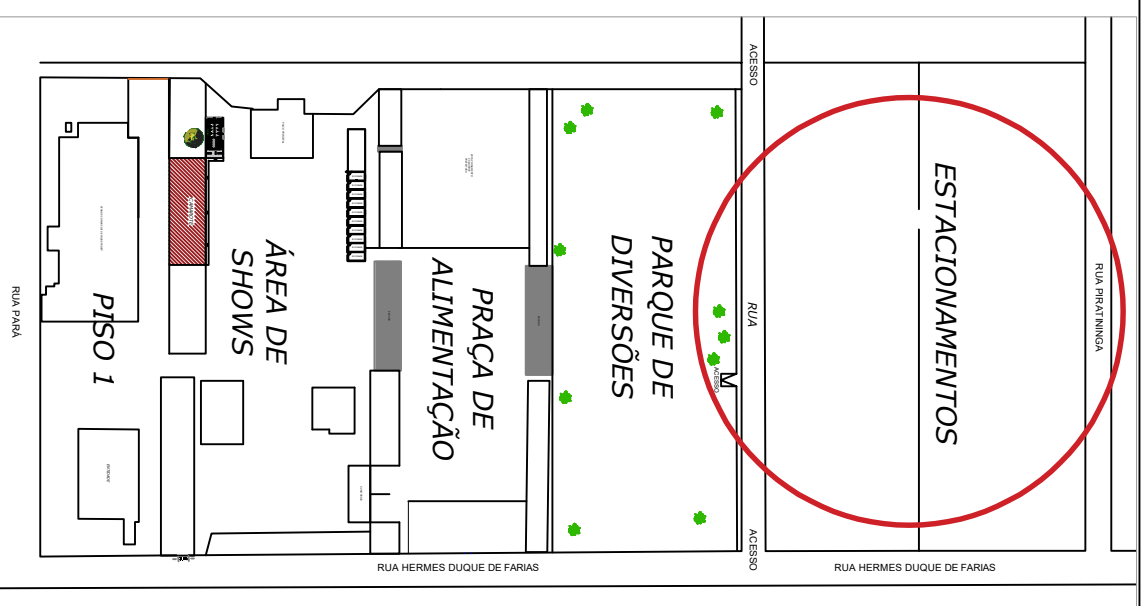 ACESSO
RUA PARÁ
PISO 1
ÁREA DE
SHOWS
PRAÇA DE
ALIMENTAÇÃO
PARQUE DE
DIVERSÕES
RUA
ACESSO
ACESSO
ESTACIONAMENTOS
RUA PIRATININGA
RUA HERMES DUQUE DE FARIAS
RUA HERMES DUQUE DE FARIAS